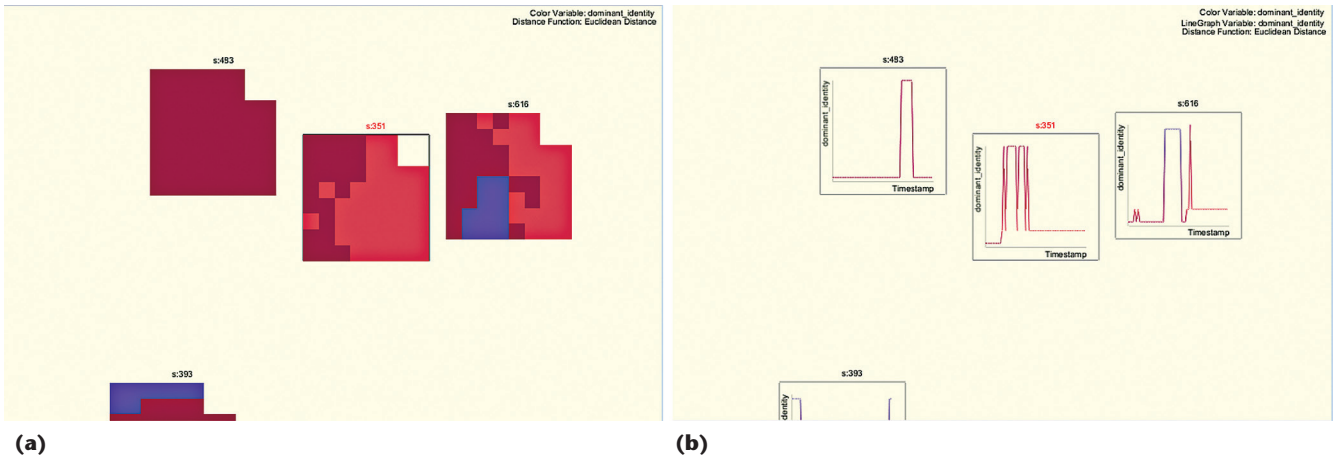 Color Variable: dominant_identity
Distance Function: Euclidean Distance
s:483
s:616
s:351
s:393
(a)
Color Variable: dominant_identity
LineGraph Variable: dominant_identity
Distance Function: Euclidean Distance
s:483
dominant_identity
Timestamp
s:616
dominant_identity
Timestamp
s:351
dominant_identity
Timestamp
s:393
identity
(b)